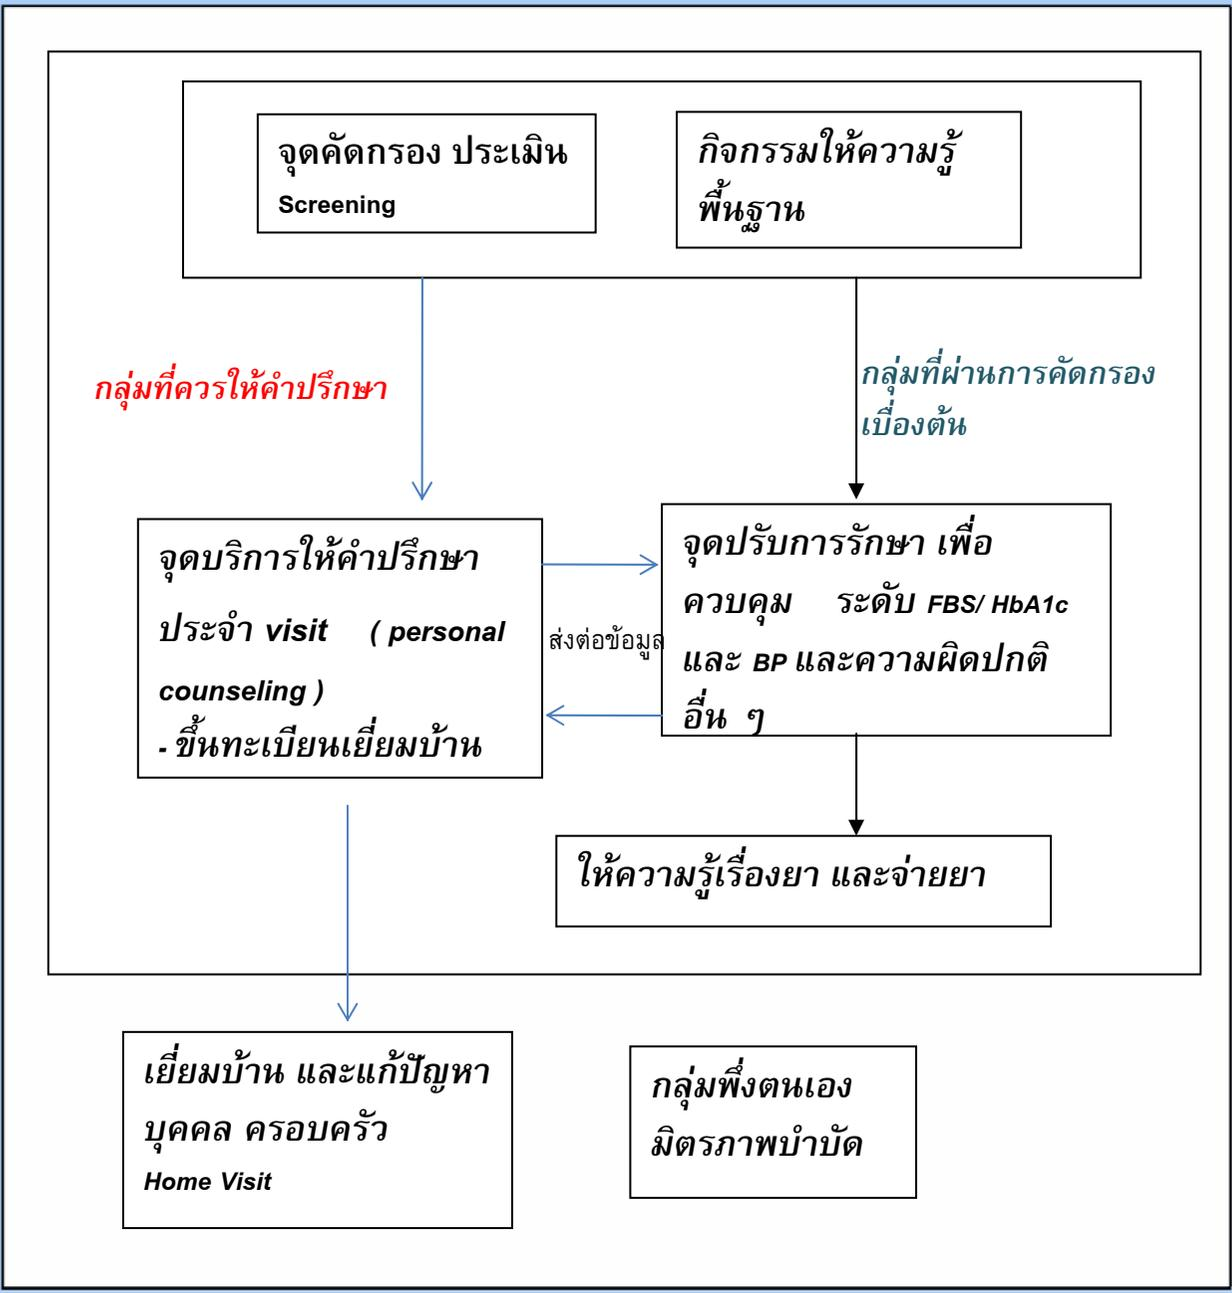 จุดคัดกรอง ประเมิน
Screening
กิจกรรมให้ความรู้
พื้นฐาน
กลุ่มที่ควรให้คำปรึกษา
กลุ่มที่ผ่านการคัดกรอง
เบื่องต้น
จุดบริการให้คำปรึกษา
ประจำ visit ( personal
counseling )
- ขึ้นทะเบียนเยี่ยมบ้าน
ส่งต่อข้อมูล
จุดปรับการรักษา เพื่อ
ควบคุม ระดับ FBS/ HbA1c
และ BP และความผิดปกติ
อื่น ๆ
ให้ความรู้เรื่องยา และจ่ายยา
เยี่ยมบ้าน และแก้ปัญหา
บุคคล ครอบครัว
Home Visit
กลุ่มพึ่งตนเอง
มิตรภาพบำบัด